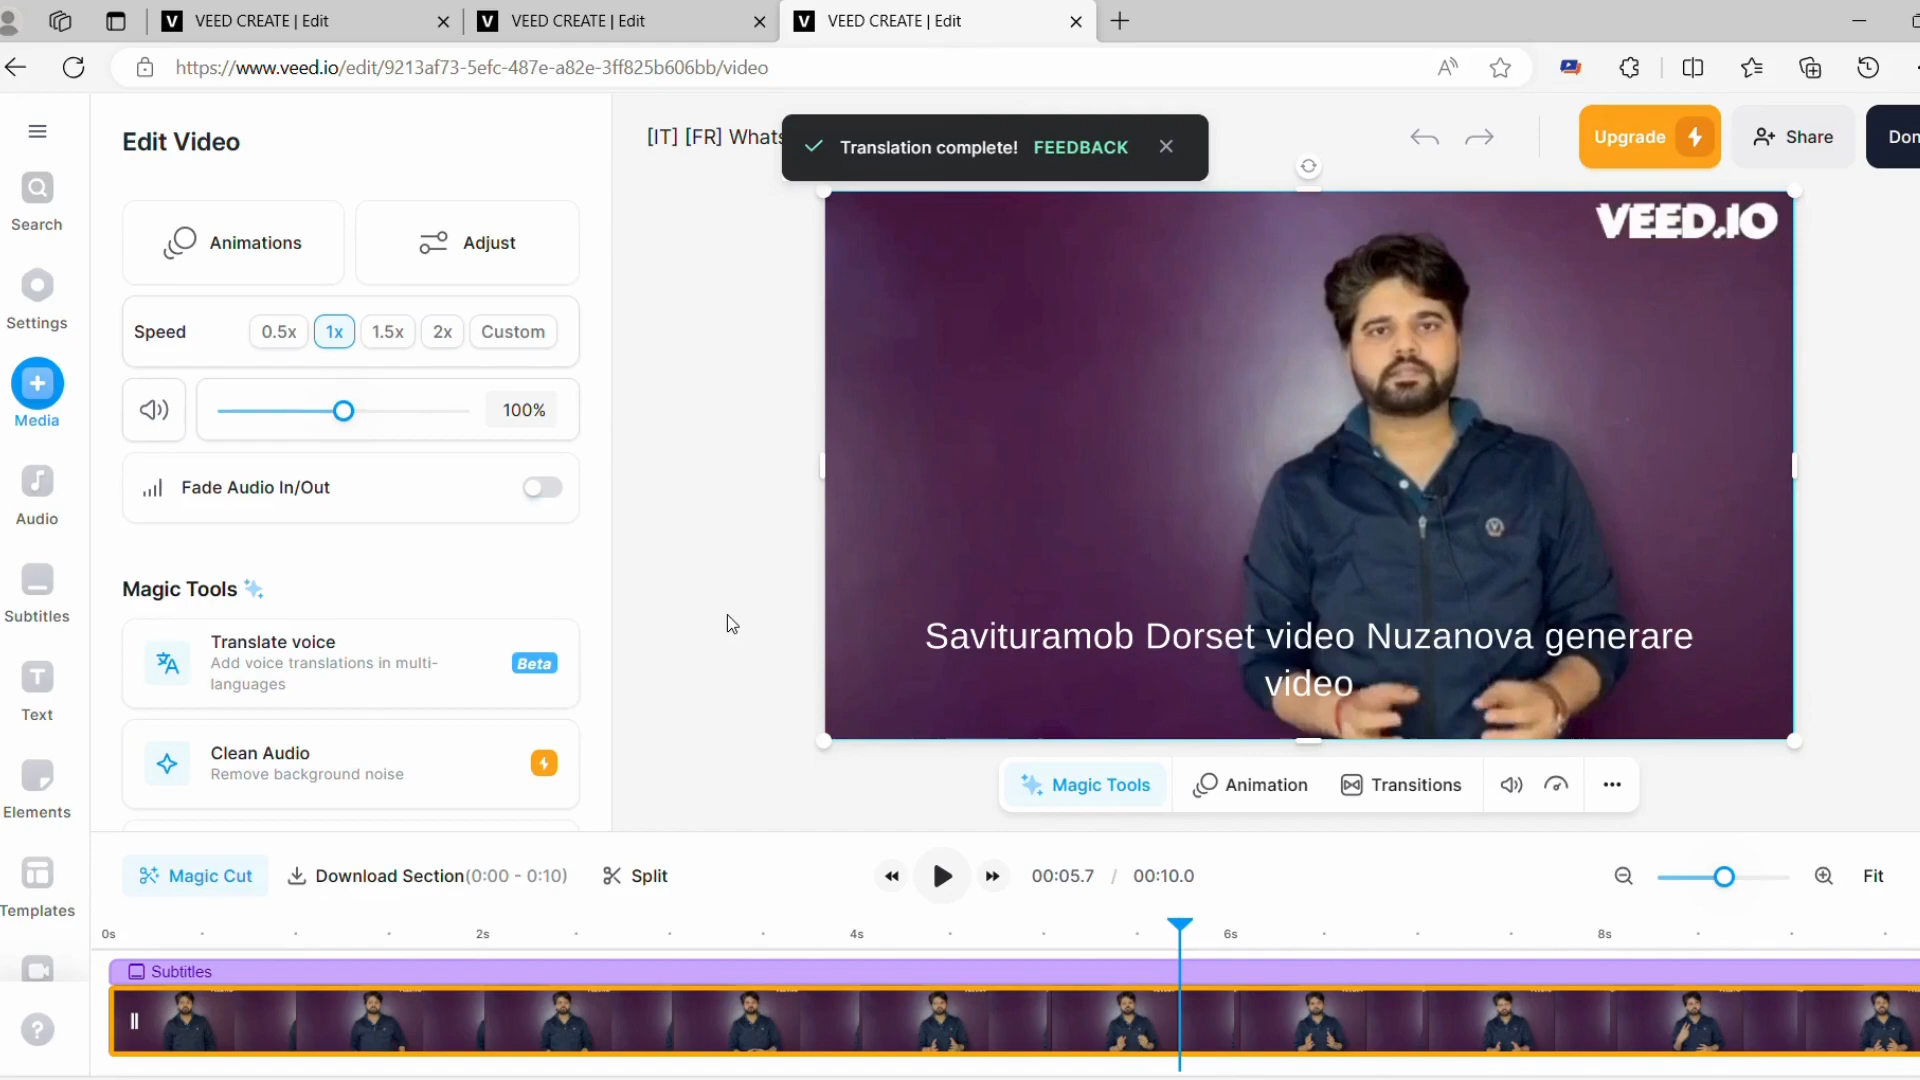 V VEED CREATE | Edit
V VEED CREATE | Edit
V VEED CREATE | Edit
https://www.veed.io/edit/9213af73-5efc-487e-a82e-3ff825b606bb/video
Edit Video
[IT] [FR] Whats
Translation complete! FEEDBACK
Upgrade
Share
Don
Search
Settings
Media
Audio
Subtitles
Text
Elements
Templates
Animations
Adjust
Speed 0.5x 1x 1.5x 2x Custom
100%
Fade Audio In/Out
Magic Tools
Translate voice
Add voice translations in multi-
languages
Beta
Clean Audio
Remove background noise
VEED.IO
Savituramob Dorset video Nuzanova generare
video
Magic Tools Animation Transitions
Magic Cut Download Section(0:00 - 0:10) Split
00:05.7 / 00:10.0
Fit
0s 2s 4s 6s 8s
Subtitles